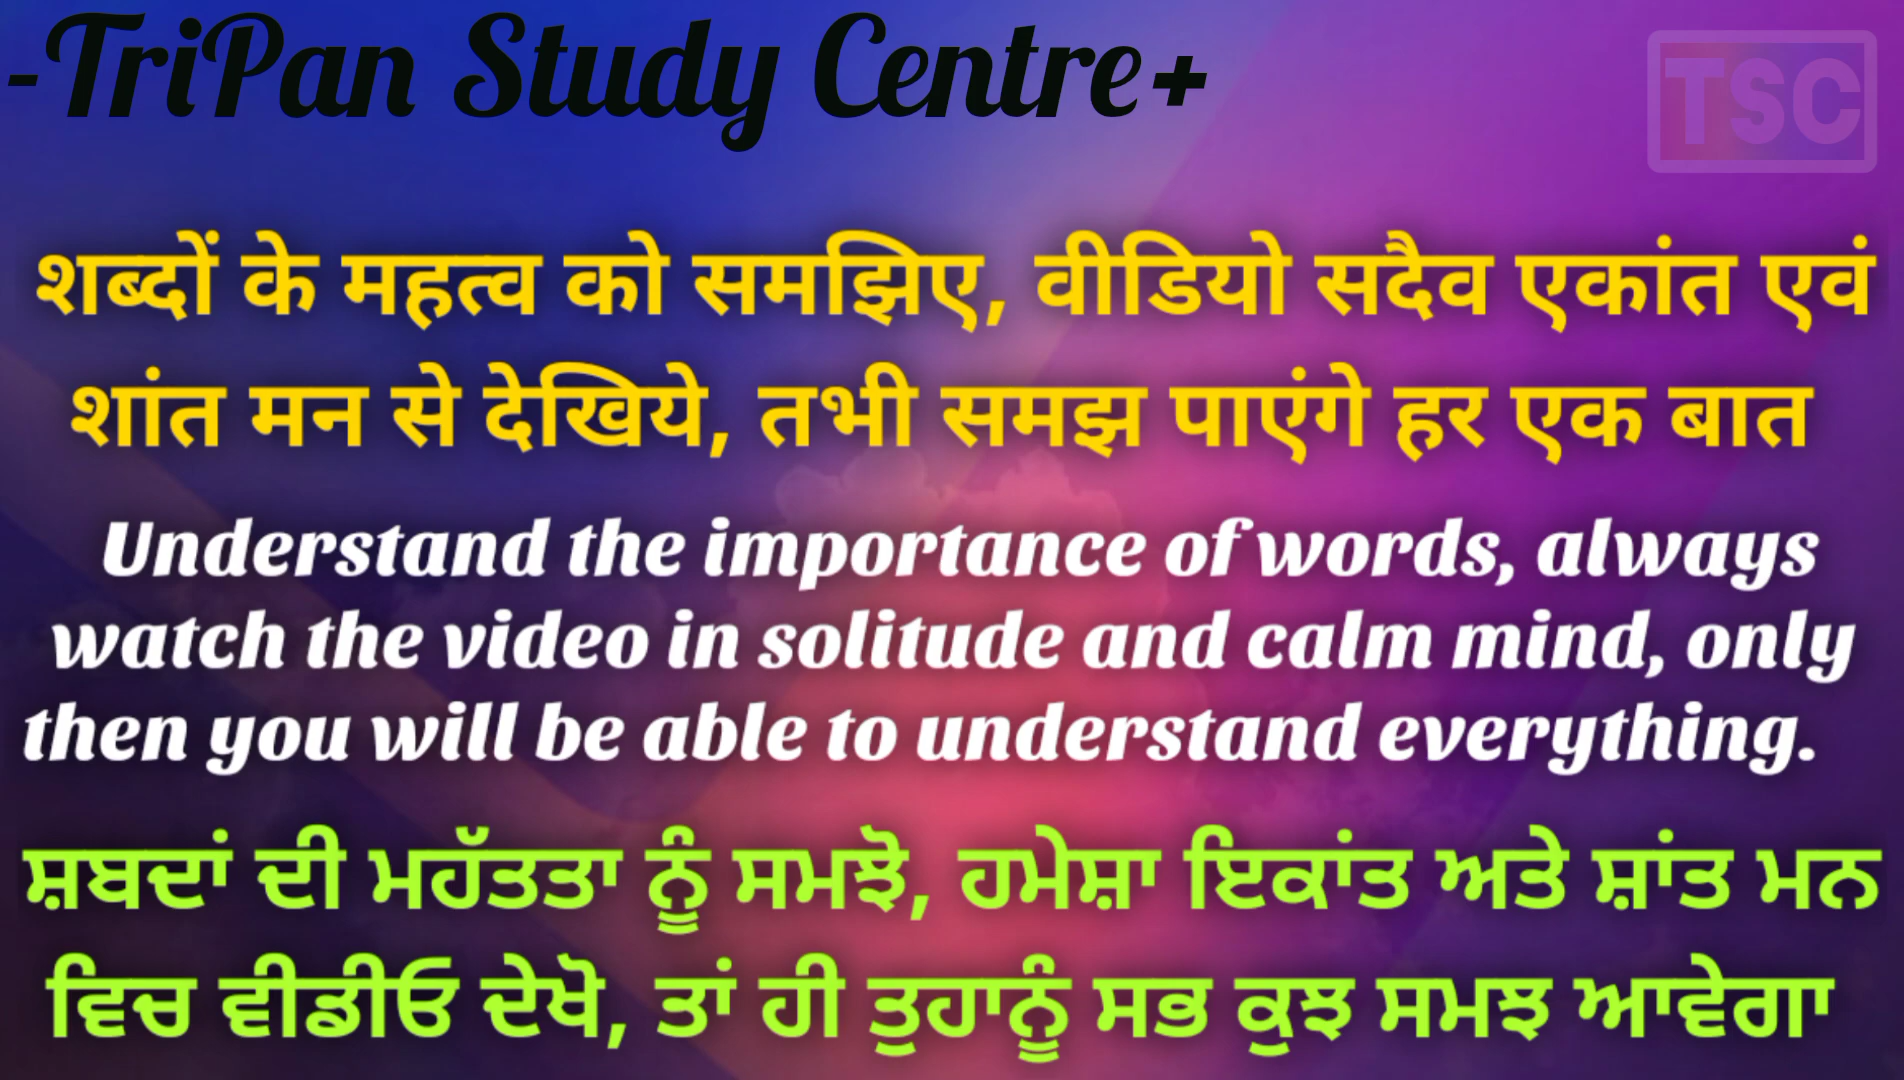 -TriPan Study Centre+
TSC
शब्दों के महत्व को समझिए, वीडियो सदैव एकांत एवं
शांत मन से देखिये, तभी समझ पाएंगे हर एक बात
Understand the importance of words, always
watch the video in solitude and calm mind, only
then you will be able to understand everything.
ਸ਼ਬਦਾਂ ਦੀ ਮਹੱਤਤਾ ਨੂੰ ਸਮਝੋ, ਹਮੇਸ਼ਾ ਇਕਾਂਤ ਅਤੇ ਸ਼ਾਂਤ ਮਨ
ਵਿਚ ਵੀਡੀਓ ਦੇਖੋ, ਤਾਂ ਹੀ ਤੁਹਾਨੂੰ ਸਭ ਕੁਝ ਸਮਝ ਆਵੇਗਾ